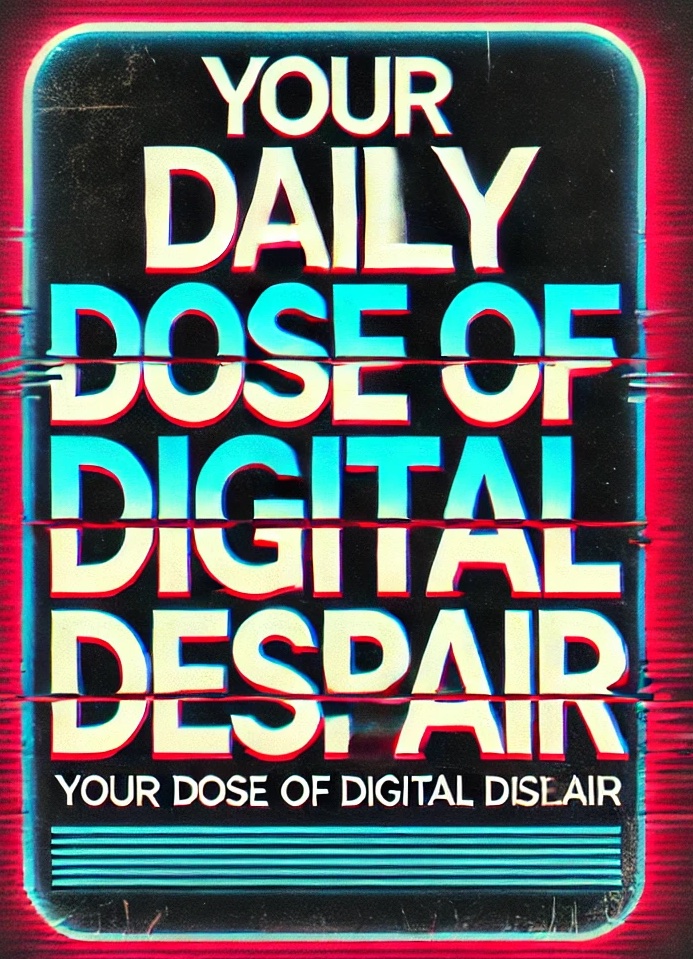 YOUR
DAILY
DOSE OF
DIGITAL
DESPAIR
YOUR DOSE OF DIGITAL DISLAIR